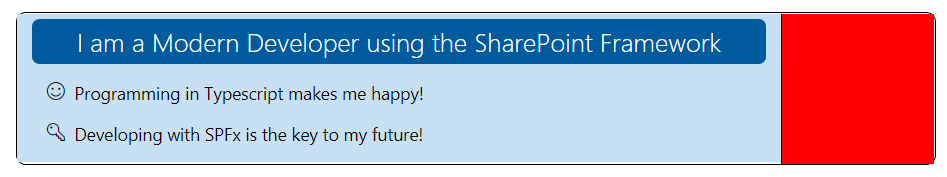 I am a Modern Developer using the SharePoint Framework
Programming in Typescript makes me happy!
Developing with SPFx is the key to my future!